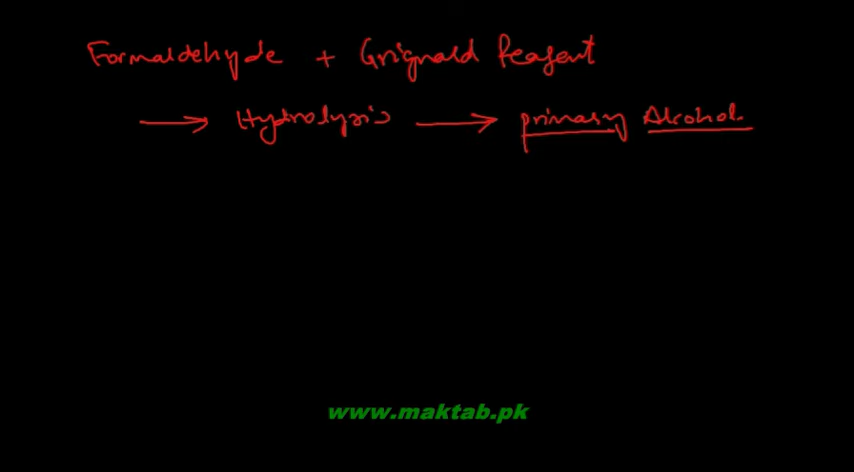 Formaldehyde + Grignard Reagent
→ Hydrolysis → primary Alcohol.
www.maktab.pk